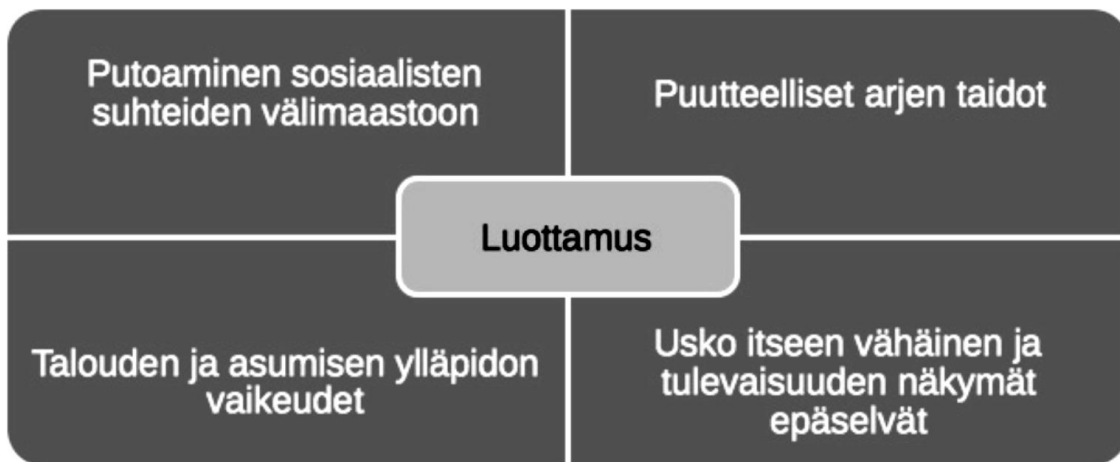 Putoaminen sosiaalisten
suhteiden välimaastoon
Puutteelliset arjen taidot
Luottamus
Talouden ja asumisen ylläpidon
vaikeudet
Usko itseen vähäinen ja
tulevaisuuden näkymät
epäselvät